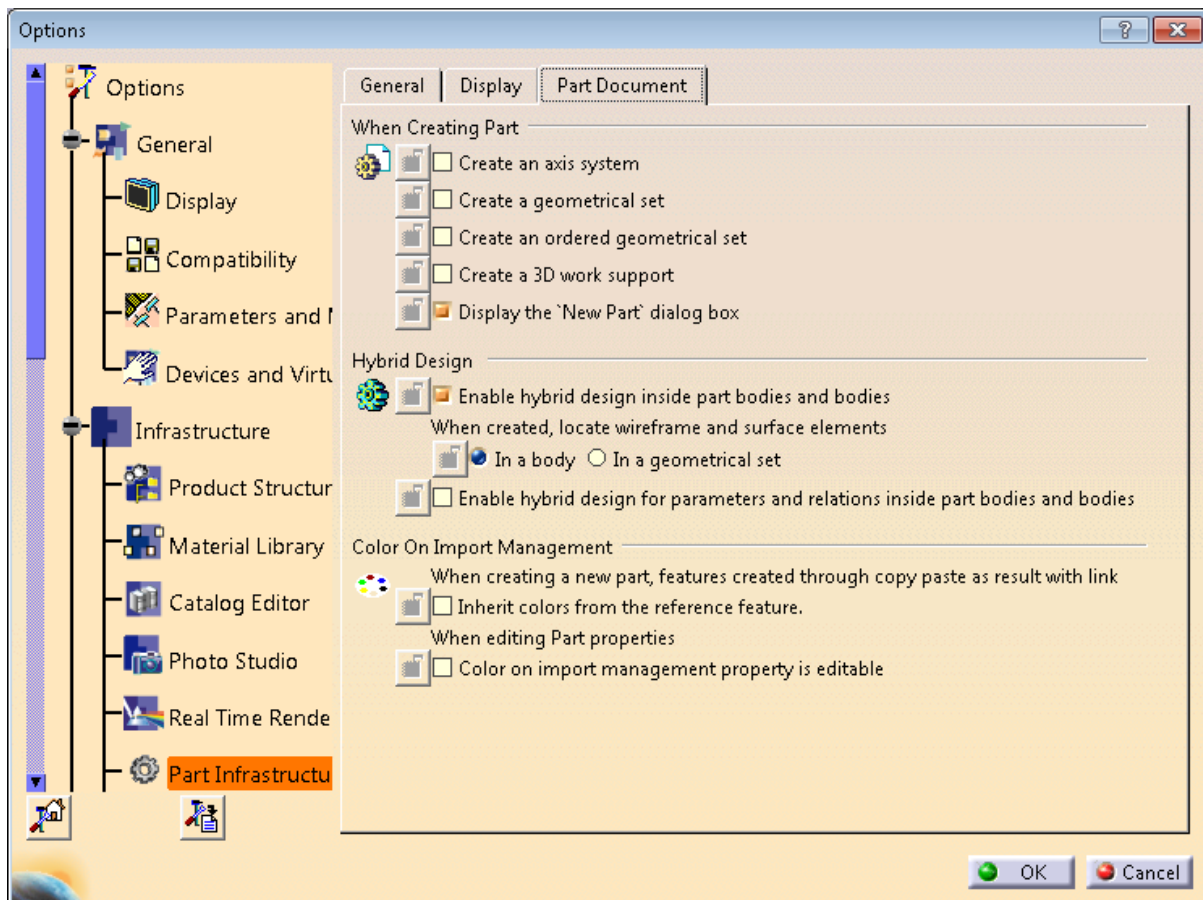 Options
Options
General
Display
Compatibility
Parameters and
Devices and Virtu
Infrastructure
Product Structur
Material Library
Catalog Editor
Photo Studio
Real Time Rende
Part Infrastructu
General Display Part Document
When Creating Part
Create an axis system
Create a geometrical set
Create an ordered geometrical set
Create a 3D work support
Display the `New Part` dialog box
Hybrid Design
Enable hybrid design inside part bodies and bodies
When created, locate wireframe and surface elements
In a body In a geometrical set
Enable hybrid design for parameters and relations inside part bodies and bodies
Color On Import Management
When creating a new part, features created through copy paste as result with link
Inherit colors from the reference feature.
When editing Part properties
Color on import management property is editable
OK Cancel